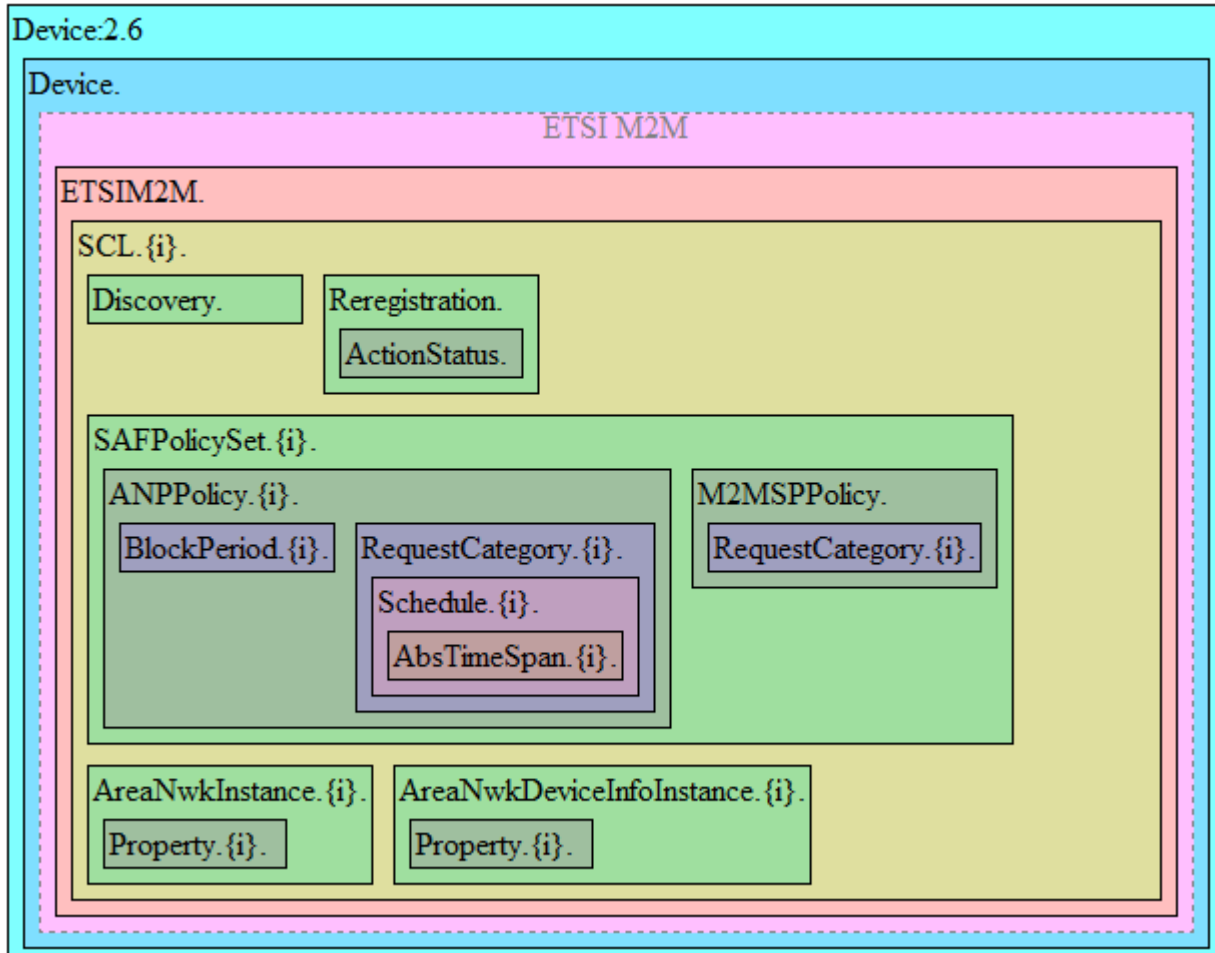 Device:2.6
Device.
ETSI M2M
ETSIM2M.
SCL.{i}.
Discovery.
Reregistration.
ActionStatus.
SAFPolicySet.{i}.
ANPPolicy.{i}.
M2MSPPolicy.
BlockPeriod.{i}.
RequestCategory.{i}.
RequestCategory.{i}.
Schedule.{i}.
AbsTimeSpan.{i}.
AreaNwkInstance.{i}.
AreaNwkDeviceInfoInstance.{i}.
Property.{i}.
Property.{i}.